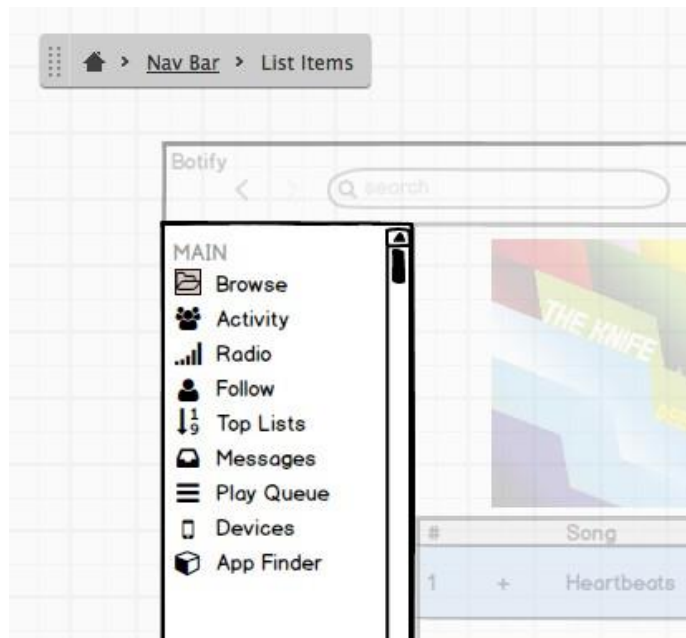 Nav Bar > List Items
Botify
search
MAIN
Browse
Activity
Radio
Follow
Top Lists
Messages
Play Queue
Devices
App Finder
THE KNIFE
# Song
1 + Heartbeats